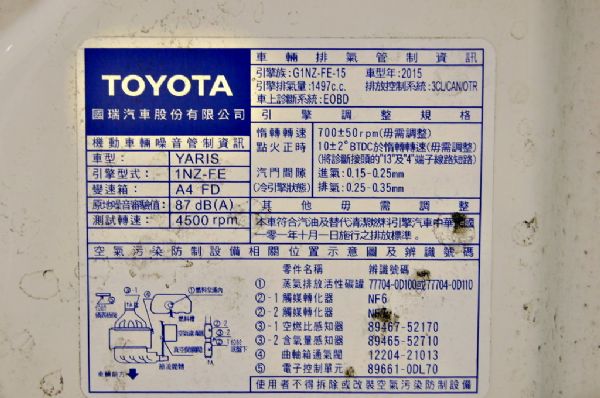 TOYOTA
國瑞汽車股份有限公司
機動車輛噪音管制資訊
車型: YARIS
引擎型式: 1NZ-FE
變速箱: A4 FD
原地噪音審驗值: 87 dB(A)
測試轉速: 4500 rpm
車輛排氣管制資訊
引擎族:G1NZ-FE-15 車型年:2015
引擎排氣量:1497c.c. 排放控制系統:3CL/CAN/OTR
車上診斷系統:EOBD
引擎調整規格
惰轉轉速 700±50rpm(毋需調整)
點火正時 10±2°BTDC於惰轉轉速(毋需調整)
(將診斷接頭的"13"及"4"端子線路短路)
汽門間隙 進氣:0.15-0.25mm
(冷引擎狀態) 排氣:0.25-0.35mm
其他毋需調整
本車符合汽油及替代清潔燃料引擎汽車中華民國
一零一年十月一日施行之排放標準。
空氣污染防制設備相關位置示意圖及辨識號碼
零件名稱 辨識號碼
① 蒸氣排放活性碳罐 77704-0D100或77704-0D110
②-1 觸媒轉化器 NF6
②-2 觸媒轉化器
③-1 空燃比感知器 89467-52170
③-2 含氧量感知器 89465-52710
④ 曲軸箱通氣閥 12204-21013
⑤ 電子控制單元 89661-0DL70
使用者不得拆除或改裝空氣污染防制設備
燃料箱
車輛前方